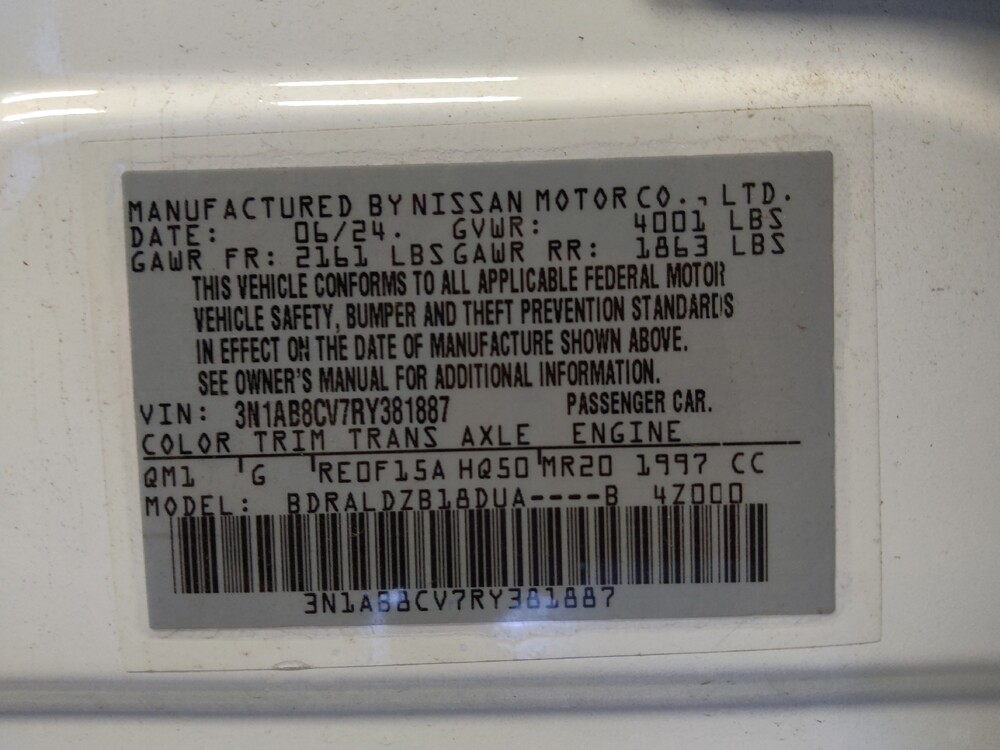 MANUFACTURED BY NISSAN MOTOR CO., LTD.
DATE: 06/24. GVWR: 4001 LBS
GAWR FR: 2161 LBS GAWR RR: 1863 LBS
THIS VEHICLE CONFORMS TO ALL APPLICABLE FEDERAL MOTOR
VEHICLE SAFETY, BUMPER AND THEFT PREVENTION STANDARDS
IN EFFECT ON THE DATE OF MANUFACTURE SHOWN ABOVE.
SEE OWNER'S MANUAL FOR ADDITIONAL INFORMATION.
VIN: 3N1AB8CV7RY381887 PASSENGER CAR.
COLOR TRIM TRANS AXLE ENGINE
QM1 G RE0F15A HQ50 MR20 1997 CC
MODEL: BDRALDZB18DUA----B 4Z000
3N1AB8CV7RY381887